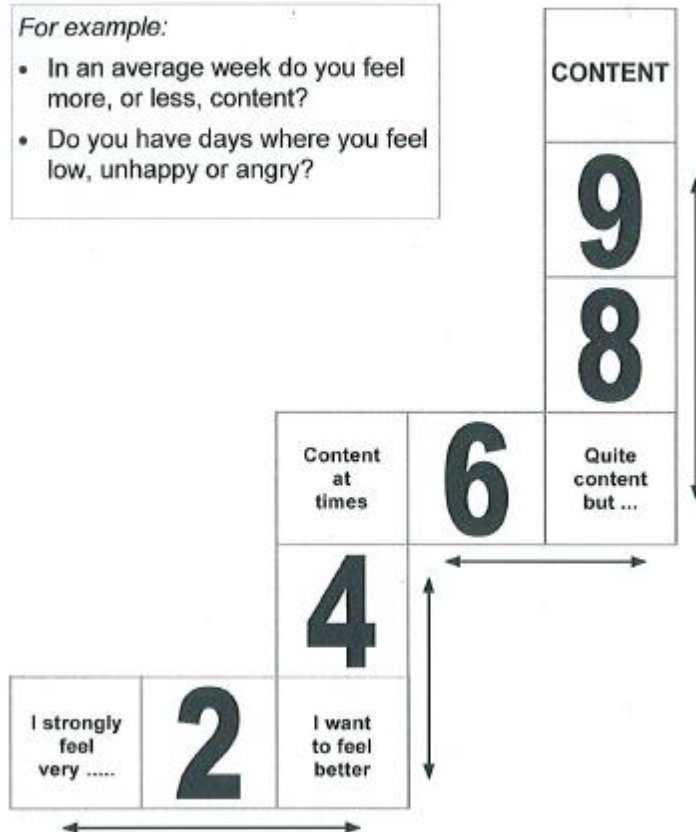 For example:
• In an average week do you feel
more, or less, content?
• Do you have days where you feel
low, unhappy or angry?
CONTENT
9
8
Content
at
times
6
Quite
content
but ...
4
I strongly
feel
very .....
2
I want
to feel
better